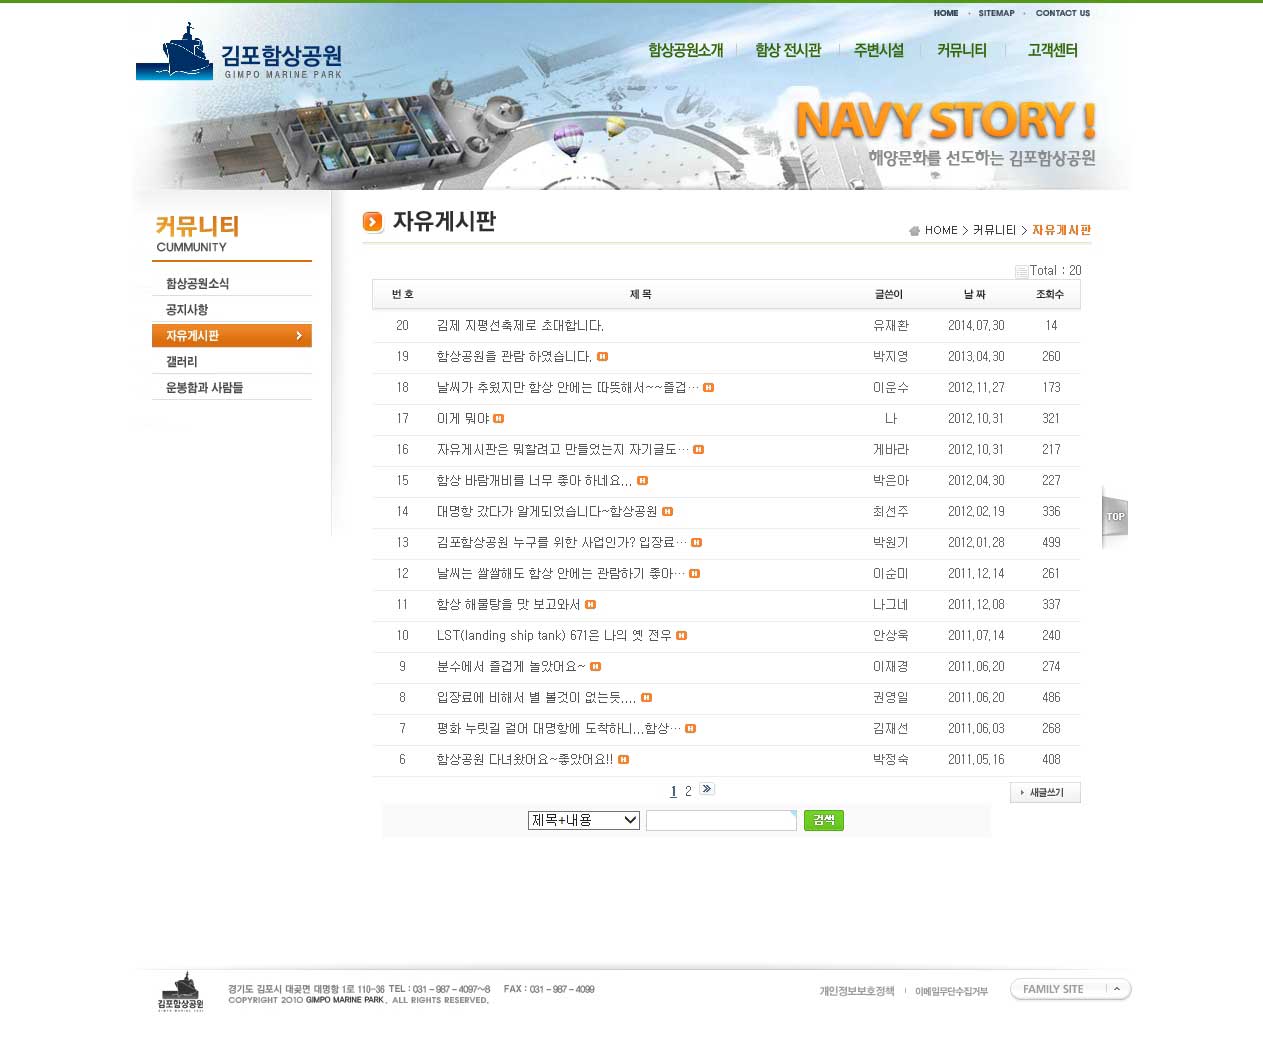 HOME · SITEMAP · CONTACT US
김포함상공원
GIMPO MARINE PARK
함상공원소개 함상 전시관 주변시설 커뮤니티 고객센터
NAVY STORY !
해양문화를 선도하는 김포함상공원
커뮤니티
CUMMUNITY
함상공원소식
공지사항
자유게시판
갤러리
운봉함과 사람들
자유게시판
HOME > 커뮤니티 > 자유게시판
Total : 20
번 호 제 목 글쓴이 날 짜 조회수
20 김제 지평선축제로 초대합니다. 유재환 2014.07.30 14
19 함상공원을 관람 하였습니다. H 박지영 2013.04.30 260
18 날씨가 추웠지만 함상 안에는 따뜻해서~~즐겁… H 이운수 2012.11.27 173
17 이게 뭐야 H 나 2012.10.31 321
16 자유게시판은 뭐할려고 만들었는지 자기글도… H 게바라 2012.10.31 217
15 함상 바람개비를 너무 좋아 하네요... H 박은아 2012.04.30 227
14 대명항 갔다가 알게되었습니다~함상공원 H 최선주 2012.02.19 336
13 김포함상공원 누구를 위한 사업인가? 입장료… H 박원기 2012.01.28 499
12 날씨는 쌀쌀해도 함상 안에는 관람하기 좋아… H 이순미 2011.12.14 261
11 함상 해물탕을 맛 보고와서 H 나그네 2011.12.08 337
10 LST(landing ship tank) 671은 나의 옛 전우 H 안상욱 2011.07.14 240
9 분수에서 즐겁게 놀았어요~ H 이재경 2011.06.20 274
8 입장료에 비해서 별 볼것이 없는듯.... H 권영일 2011.06.20 486
7 평화 누릿길 걸어 대명항에 도착하니...함상… H 김재선 2011.06.03 268
6 함상공원 다녀왔어요~좋았어요!! H 박정숙 2011.05.16 408
TOP
1 2 »
새글쓰기
제목+내용 검색
김포함상공원
경기도 김포시 대곶면 대명항 1로 110-36 TEL : 031 - 987 - 4097~8 FAX : 031 - 987 - 4099
COPYRIGHT 2010 GIMPO MARINE PARK. ALL RIGHTS RESERVED.
개인정보보호정책 이메일무단수집거부
FAMILY SITE